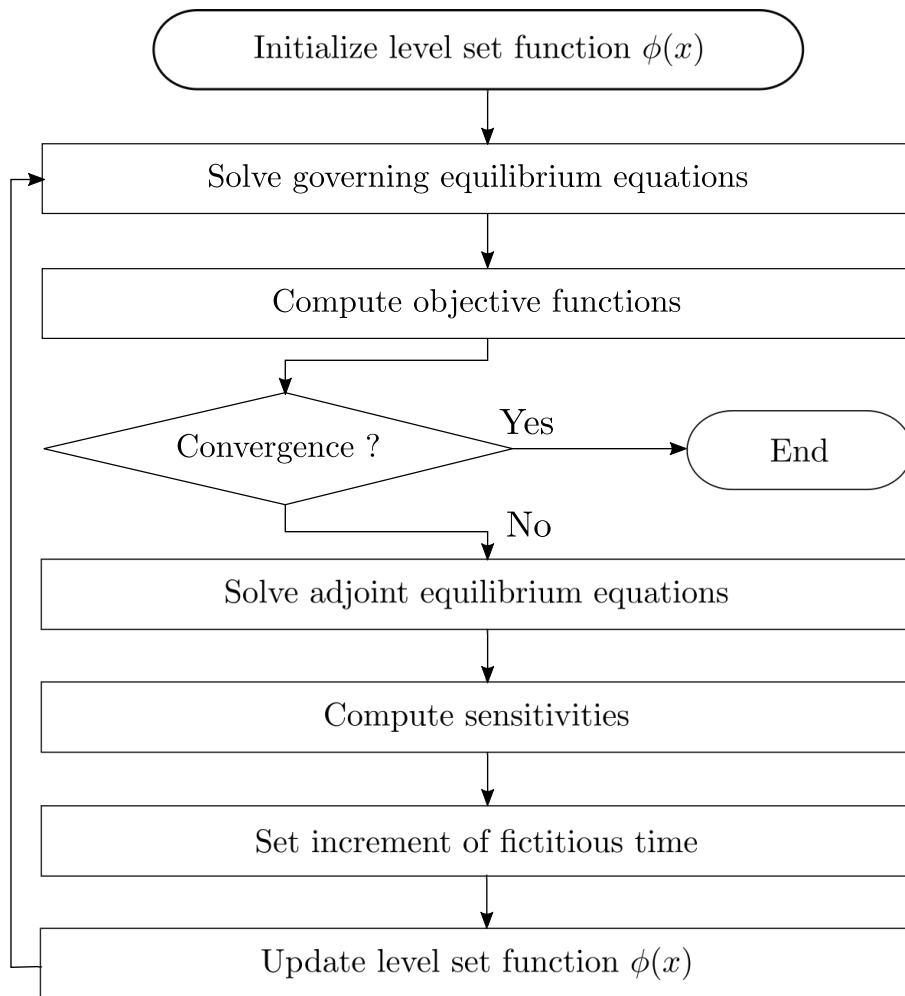 Initialize level set function ϕ(x)
Solve governing equilibrium equations
Compute objective functions
Convergence ?
Yes
End
No
Solve adjoint equilibrium equations
Compute sensitivities
Set increment of fictitious time
Update level set function ϕ(x)